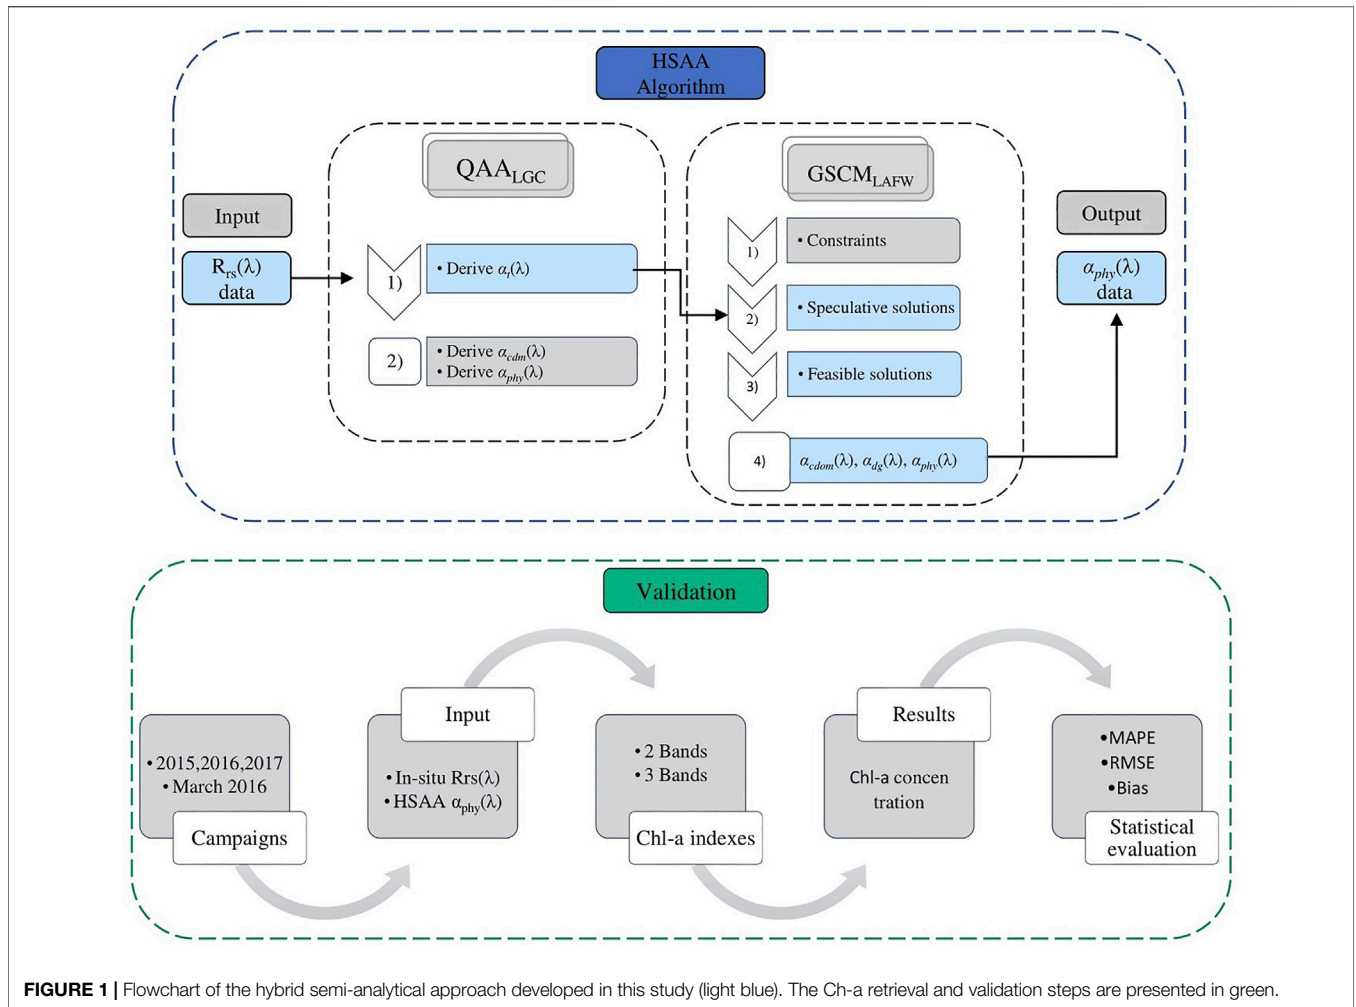 HSAA
Algorithm
QAA_LGC
GSCM_LAFW
Input
R_rs(λ)
data
1)
• Derive α_t(λ)
2)
• Derive α_cdm(λ)
• Derive α_phy(λ)
1)
• Constraints
2)
• Speculative solutions
3)
• Feasible solutions
4)
α_cdom(λ), α_dg(λ), α_phy(λ)
Output
α_phy(λ)
data
Validation
• 2015,2016,2017
• March 2016
Campaigns
Input
• In-situ Rrs(λ)
• HSAA α_phy(λ)
• 2 Bands
• 3 Bands
Chl-a indexes
Results
Chl-a concen
tration
•MAPE
•RMSE
•Bias
Statistical
evaluation
FIGURE 1 | Flowchart of the hybrid semi-analytical approach developed in this study (light blue). The Ch-a retrieval and validation steps are presented in green.